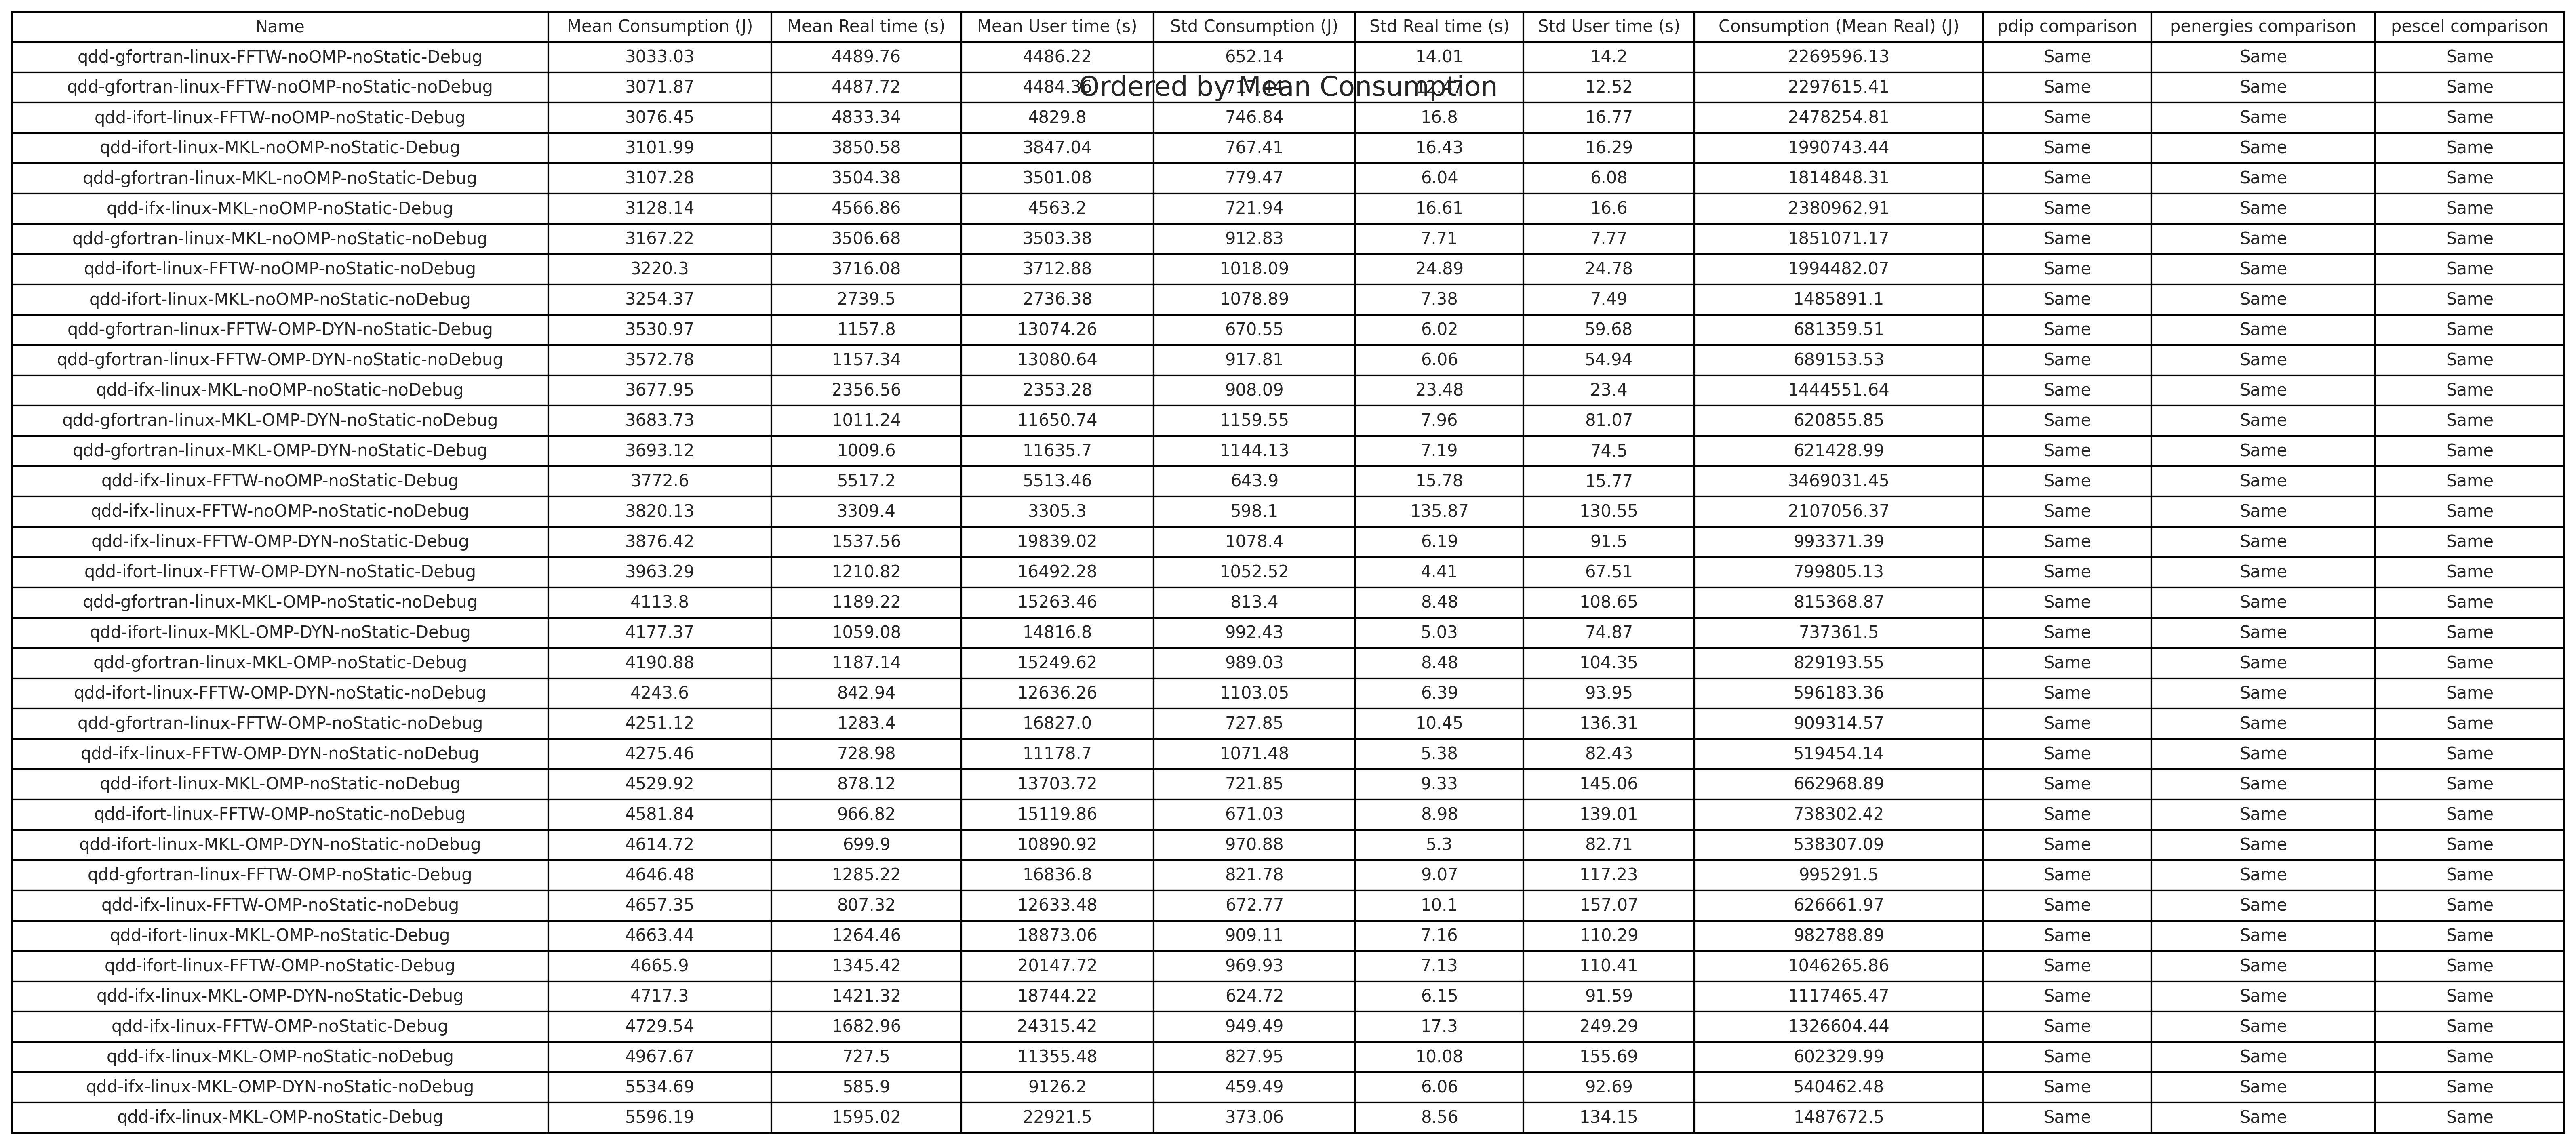 Name Mean Consumption (J) Mean Real time (s) Mean User time (s) Std Consumption (J) Std Real time (s) Std User time (s) Consumption (Mean Real) (J) pdip comparison penergies comparison pescel comparison
qdd-gfortran-linux-FFTW-noOMP-noStatic-Debug 3033.03 4489.76 4486.22 652.14 14.01 14.2 2269596.13 Same Same Same
qdd-gfortran-linux-FFTW-noOMP-noStatic-noDebug 3071.87 4487.72 4484.36 12.52 2297615.41 Same Same Same
Ordered by Mean Consumption
qdd-ifort-linux-FFTW-noOMP-noStatic-Debug 3076.45 4833.34 4829.8 746.84 16.8 16.77 2478254.81 Same Same Same
qdd-ifort-linux-MKL-noOMP-noStatic-Debug 3101.99 3850.58 3847.04 767.41 16.43 16.29 1990743.44 Same Same Same
qdd-gfortran-linux-MKL-noOMP-noStatic-Debug 3107.28 3504.38 3501.08 779.47 6.04 6.08 1814848.31 Same Same Same
qdd-ifx-linux-MKL-noOMP-noStatic-Debug 3128.14 4566.86 4563.2 721.94 16.61 16.6 2380962.91 Same Same Same
qdd-gfortran-linux-MKL-noOMP-noStatic-noDebug 3167.22 3506.68 3503.38 912.83 7.71 7.77 1851071.17 Same Same Same
qdd-ifort-linux-FFTW-noOMP-noStatic-noDebug 3220.3 3716.08 3712.88 1018.09 24.89 24.78 1994482.07 Same Same Same
qdd-ifort-linux-MKL-noOMP-noStatic-noDebug 3254.37 2739.5 2736.38 1078.89 7.38 7.49 1485891.1 Same Same Same
qdd-gfortran-linux-FFTW-OMP-DYN-noStatic-Debug 3530.97 1157.8 13074.26 670.55 6.02 59.68 681359.51 Same Same Same
qdd-gfortran-linux-FFTW-OMP-DYN-noStatic-noDebug 3572.78 1157.34 13080.64 917.81 6.06 54.94 689153.53 Same Same Same
qdd-ifx-linux-MKL-noOMP-noStatic-noDebug 3677.95 2356.56 2353.28 908.09 23.48 23.4 1444551.64 Same Same Same
qdd-gfortran-linux-MKL-OMP-DYN-noStatic-noDebug 3683.73 1011.24 11650.74 1159.55 7.96 81.07 620855.85 Same Same Same
qdd-gfortran-linux-MKL-OMP-DYN-noStatic-Debug 3693.12 1009.6 11635.7 1144.13 7.19 74.5 621428.99 Same Same Same
qdd-ifx-linux-FFTW-noOMP-noStatic-Debug 3772.6 5517.2 5513.46 643.9 15.78 15.77 3469031.45 Same Same Same
qdd-ifx-linux-FFTW-noOMP-noStatic-noDebug 3820.13 3309.4 3305.3 598.1 135.87 130.55 2107056.37 Same Same Same
qdd-ifx-linux-FFTW-OMP-DYN-noStatic-Debug 3876.42 1537.56 19839.02 1078.4 6.19 91.5 993371.39 Same Same Same
qdd-ifort-linux-FFTW-OMP-DYN-noStatic-Debug 3963.29 1210.82 16492.28 1052.52 4.41 67.51 799805.13 Same Same Same
qdd-gfortran-linux-MKL-OMP-noStatic-noDebug 4113.8 1189.22 15263.46 813.4 8.48 108.65 815368.87 Same Same Same
qdd-ifort-linux-MKL-OMP-DYN-noStatic-Debug 4177.37 1059.08 14816.8 992.43 5.03 74.87 737361.5 Same Same Same
qdd-gfortran-linux-MKL-OMP-noStatic-Debug 4190.88 1187.14 15249.62 989.03 8.48 104.35 829193.55 Same Same Same
qdd-ifort-linux-FFTW-OMP-DYN-noStatic-noDebug 4243.6 842.94 12636.26 1103.05 6.39 93.95 596183.36 Same Same Same
qdd-gfortran-linux-FFTW-OMP-noStatic-noDebug 4251.12 1283.4 16827.0 727.85 10.45 136.31 909314.57 Same Same Same
qdd-ifx-linux-FFTW-OMP-DYN-noStatic-noDebug 4275.46 728.98 11178.7 1071.48 5.38 82.43 519454.14 Same Same Same
qdd-ifort-linux-MKL-OMP-noStatic-noDebug 4529.92 878.12 13703.72 721.85 9.33 145.06 662968.89 Same Same Same
qdd-ifort-linux-FFTW-OMP-noStatic-noDebug 4581.84 966.82 15119.86 671.03 8.98 139.01 738302.42 Same Same Same
qdd-ifort-linux-MKL-OMP-DYN-noStatic-noDebug 4614.72 699.9 10890.92 970.88 5.3 82.71 538307.09 Same Same Same
qdd-gfortran-linux-FFTW-OMP-noStatic-Debug 4646.48 1285.22 16836.8 821.78 9.07 117.23 995291.5 Same Same Same
qdd-ifx-linux-FFTW-OMP-noStatic-noDebug 4657.35 807.32 12633.48 672.77 10.1 157.07 626661.97 Same Same Same
qdd-ifort-linux-MKL-OMP-noStatic-Debug 4663.44 1264.46 18873.06 909.11 7.16 110.29 982788.89 Same Same Same
qdd-ifort-linux-FFTW-OMP-noStatic-Debug 4665.9 1345.42 20147.72 969.93 7.13 110.41 1046265.86 Same Same Same
qdd-ifx-linux-MKL-OMP-DYN-noStatic-Debug 4717.3 1421.32 18744.22 624.72 6.15 91.59 1117465.47 Same Same Same
qdd-ifx-linux-FFTW-OMP-noStatic-Debug 4729.54 1682.96 24315.42 949.49 17.3 249.29 1326604.44 Same Same Same
qdd-ifx-linux-MKL-OMP-noStatic-noDebug 4967.67 727.5 11355.48 827.95 10.08 155.69 602329.99 Same Same Same
qdd-ifx-linux-MKL-OMP-DYN-noStatic-noDebug 5534.69 585.9 9126.2 459.49 6.06 92.69 540462.48 Same Same Same
qdd-ifx-linux-MKL-OMP-noStatic-Debug 5596.19 1595.02 22921.5 373.06 8.56 134.15 1487672.5 Same Same Same